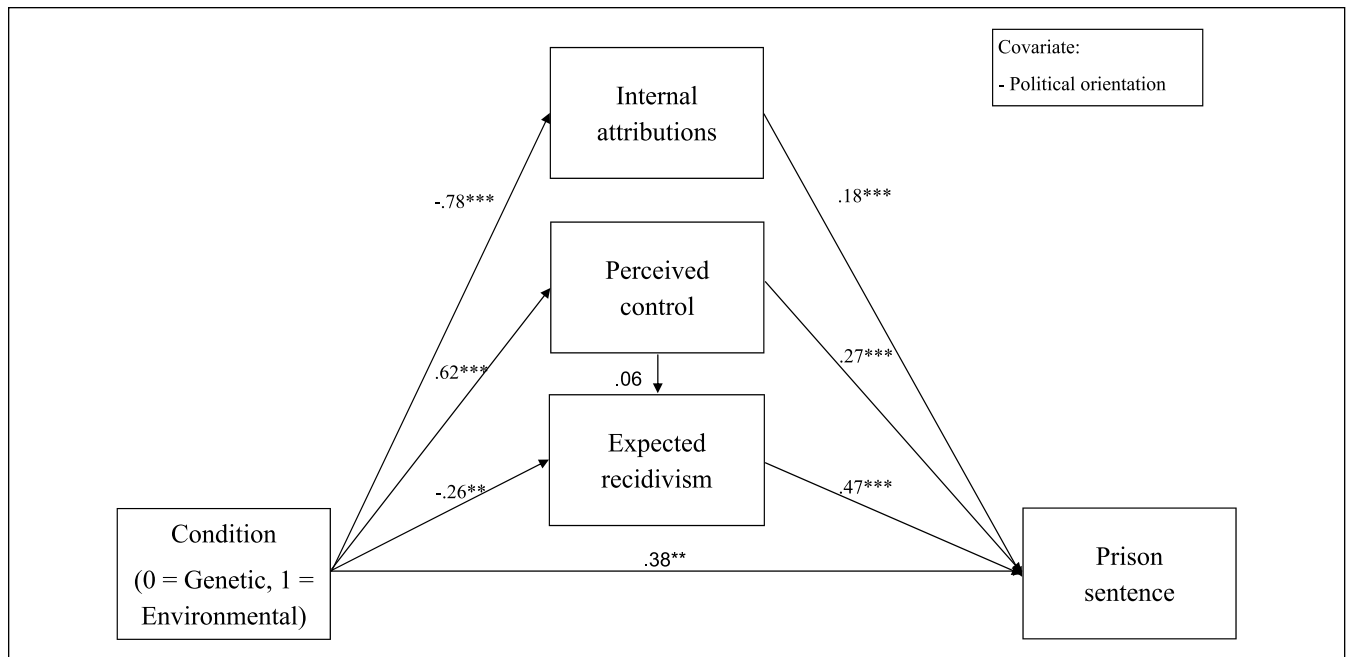 Covariate:
- Political orientation
Internal
attributions
-.78***
.18***
Perceived
control
.62***
.27***
.06
Expected
recidivism
-.26**
.47***
Condition
(0 = Genetic, 1 =
Environmental)
.38**
Prison
sentence